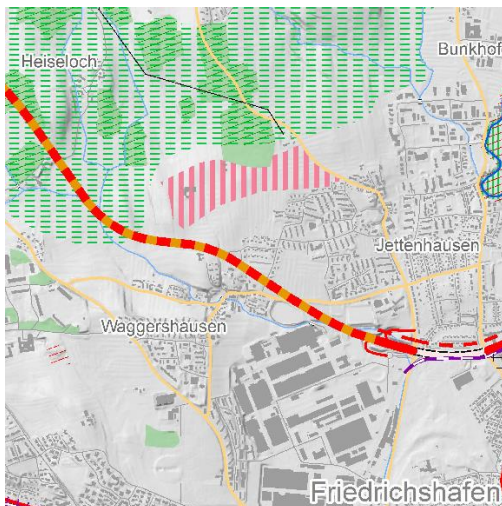 Bunkhof
Heiseloch
Jettenhausen
Waggershausen
Friedrichshafen